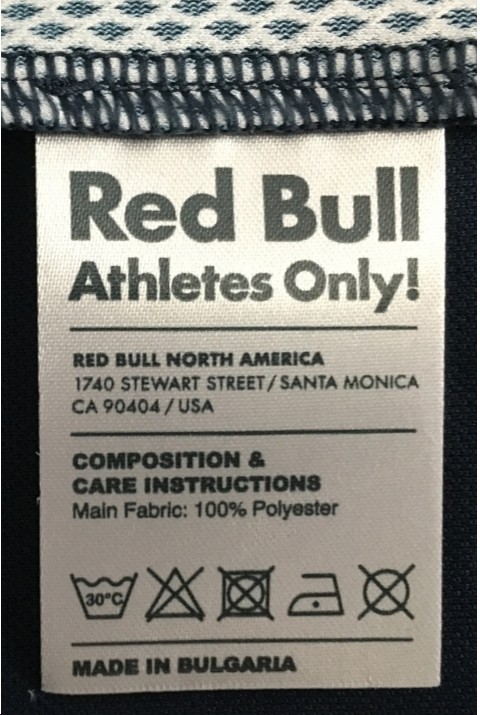 Red Bull
Athletes Only!
RED BULL NORTH AMERICA
1740 STEWART STREET / SANTA MONICA
CA 90404 / USA
COMPOSITION &
CARE INSTRUCTIONS
Main Fabric: 100% Polyester
30°C
MADE IN BULGARIA